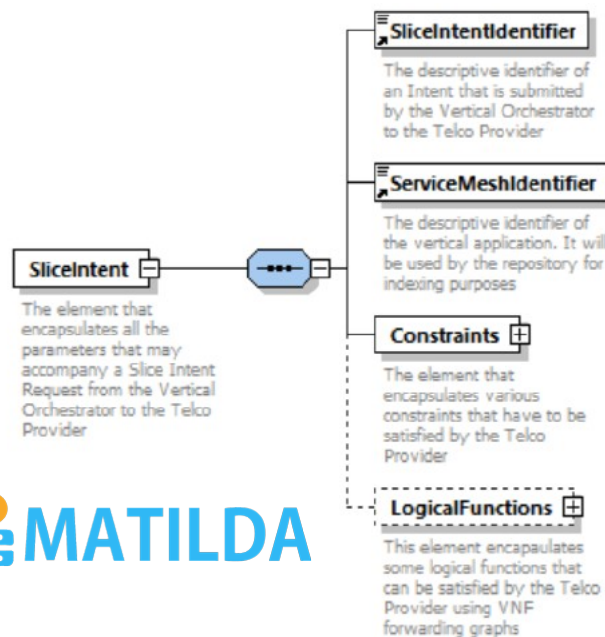 SliceIntentIdentifier
The descriptive identifier of
an Intent that is submitted
by the Vertical Orchestrator
to the Telco Provider
ServiceMeshIdentifier
The descriptive identifier of
the vertical application. It will
be used by the repository for
indexing purposes
SliceIntent
The element that
encapsulates all the
parameters that may
accompany a Slice Intent
Request from the Vertical
Orchestrator to the Telco
Provider
Constraints
The element that
encapsulates various
constraints that have to be
satisfied by the Telco
Provider
LogicalFunctions
This element encapaulates
some logical functions that
can be satisfied by the Telco
Provider using VNF
forwarding graphs
MATILDA